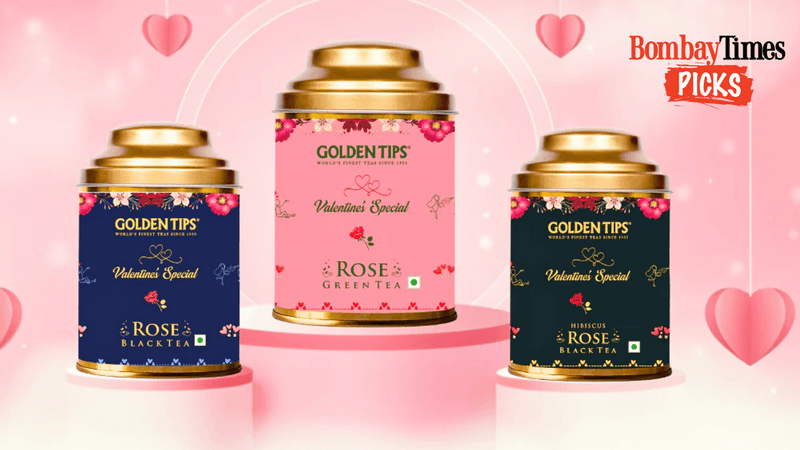 BombayTimes
PICKS
GOLDEN TIPS®
WORLD'S FINEST TEAS SINCE 1933
Valentine's Special
ROSE
BLACK TEA
GOLDEN TIPS®
WORLD'S FINEST TEAS SINCE 1933
Valentine's Special
ROSE
GREEN TEA
GOLDEN TIPS®
WORLD'S FINEST TEAS SINCE 1933
Valentine's Special
HIBISCUS
ROSE
BLACK TEA